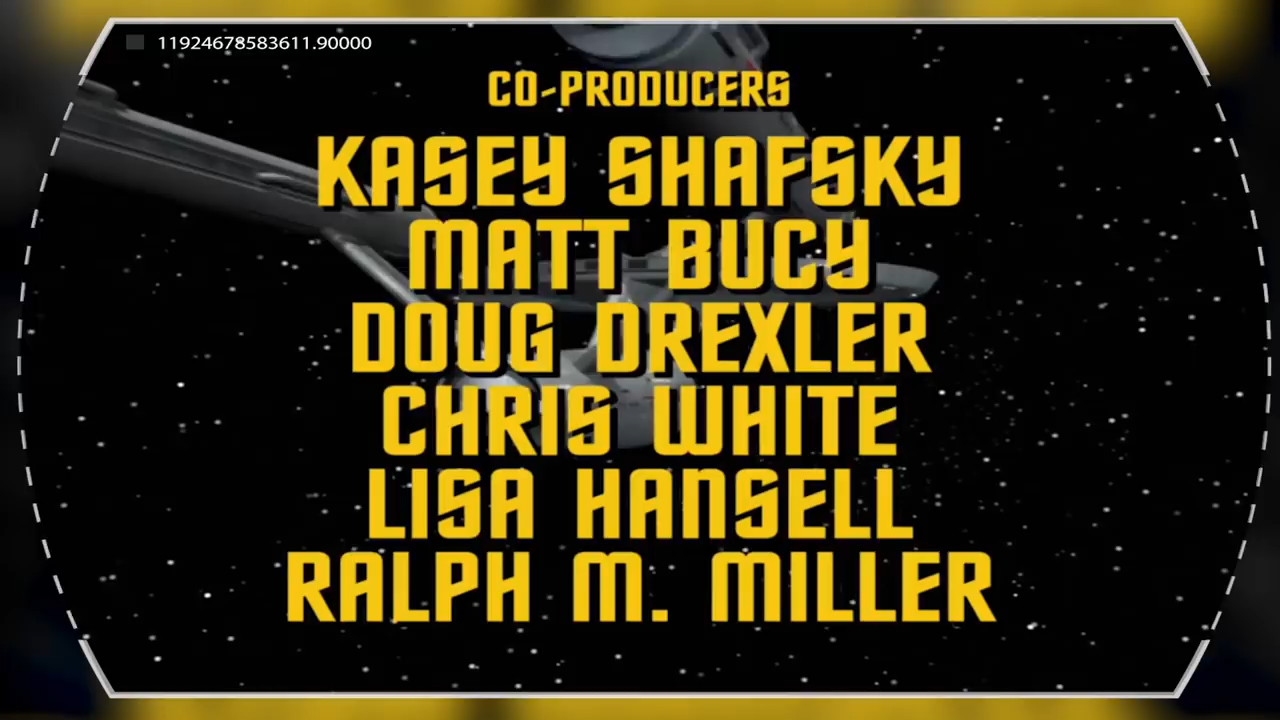 11924678583611.90000
CO-PRODUCERS
KASEY SHAFSKY
MATT BUCY
DOUG DREXLER
CHRIS WHITE
LISA HANSELL
RALPH M. MILLER